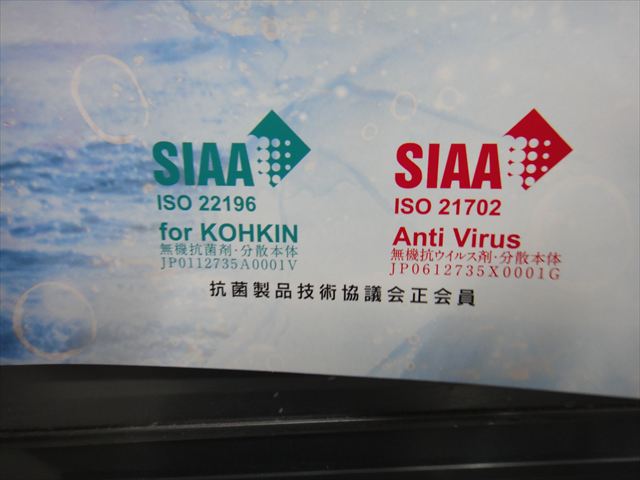 SIAA
ISO 22196
for KOHKIN
無機抗菌剤・分散本体
JP0112735A0001V
SIAA
ISO 21702
Anti Virus
無機抗ウイルス剤・分散本体
JP0612735X0001G
抗菌製品技術協議会正会員